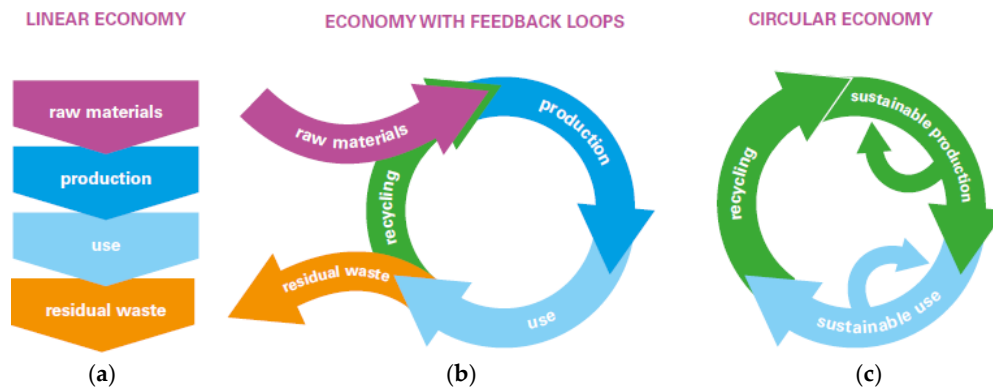 LINEAR ECONOMY
raw materials
production
use
residual waste
(a)
ECONOMY WITH FEEDBACK LOOPS
raw materials
production
recycling
residual waste
use
(b)
CIRCULAR ECONOMY
sustainable production
recycling
sustainable use
(c)